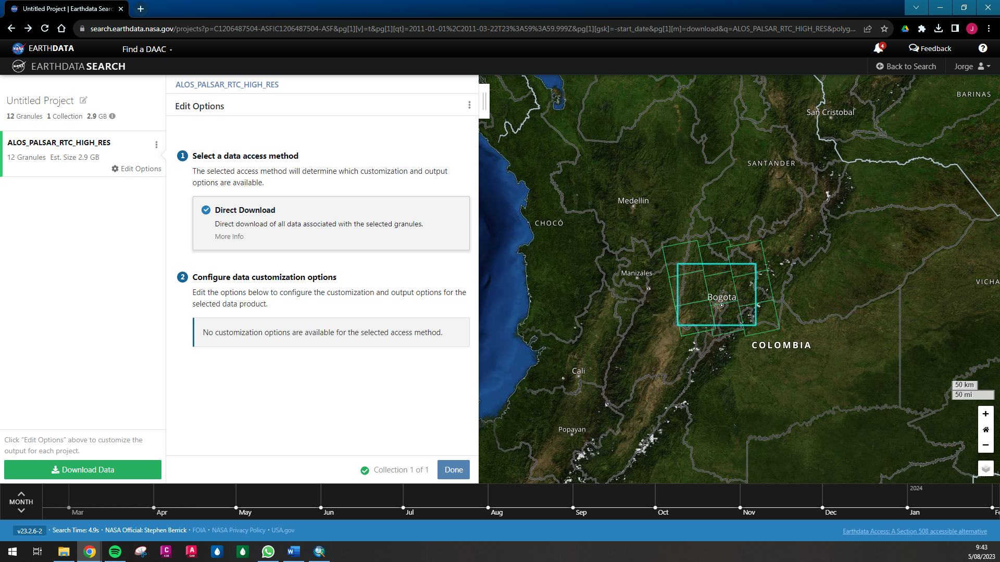 Untitled Project | Earthdata Searc
search.earthdata.nasa.gov/projects?p=C1206487504-ASF!C1206487504-ASF&pg[1][v]=t&pg[1][qt]=2011-01-01%2C2011-03-22T23%3A59%3A59.999Z&pg[1][gsk]=-start_date&pg[1][m]=download&q=ALOS_PALSAR_RTC_HIGH_RES&polyg...
J
EARTHDATA
Find a DAAC
4
Feedback
?
EARTHDATA SEARCH
Back to Search
Jorge
Untitled Project
12 Granules 1 Collection 2.9 GB
ALOS_PALSAR_RTC_HIGH_RES
12 Granules Est. Size 2.9 GB
Edit Options
Click “Edit Options” above to customize the
output for each project.
Download Data
ALOS_PALSAR_RTC_HIGH_RES
Edit Options
1 Select a data access method
The selected access method will determine which customization and output
options are available.
Direct Download
Direct download of all data associated with the selected granules.
More Info
2 Configure data customization options
Edit the options below to configure the customization and output options for the
selected data product.
No customization options are available for the selected access method.
Collection 1 of 1
Done
BARINAS
San Cristobal
SANTANDER
Medellin
CHOCÓ
Manizales
VICHA
Bogota
COLOMBIA
Cali
Popayan
50 km
50 mi
+
−
MONTH
2024
Mar
Apr
May
Jun
Jul
Aug
Sep
Oct
Nov
Dec
Jan
v23.2.6-2 · Search Time: 4.9s · NASA Official: Stephen Berrick · FOIA · NASA Privacy Policy · USA.gov
Earthdata Access: A Section 508 accessible alternative
9:43
5/08/2023